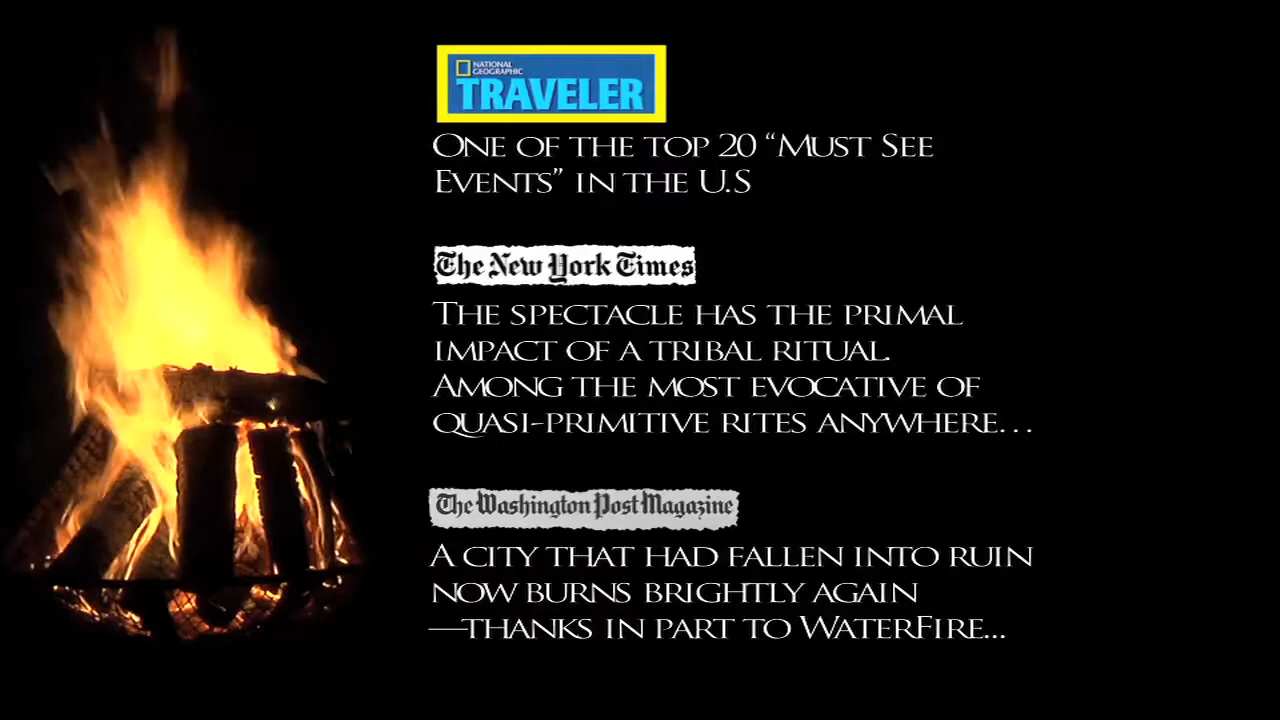 NATIONAL
GEOGRAPHIC
TRAVELER
ONE OF THE TOP 20 “MUST SEE
EVENTS” IN THE U.S
The New York Times
THE SPECTACLE HAS THE PRIMAL
IMPACT OF A TRIBAL RITUAL.
AMONG THE MOST EVOCATIVE OF
QUASI-PRIMITIVE RITES ANYWHERE...
The Washington Post Magazine
A CITY THAT HAD FALLEN INTO RUIN
NOW BURNS BRIGHTLY AGAIN
—THANKS IN PART TO WATERFIRE...